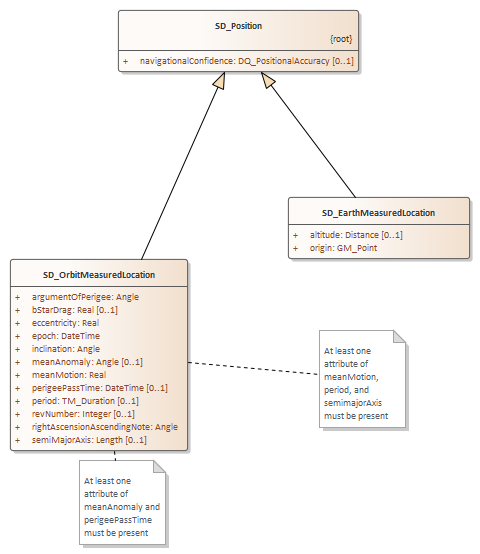 SD_Position
{root}
+ navigationalConfidence: DQ_PositionalAccuracy [0..1]
SD_EarthMeasuredLocation
+ altitude: Distance [0..1]
+ origin: GM_Point
SD_OrbitMeasuredLocation
+ argumentOfPerigee: Angle
+ bStarDrag: Real [0..1]
+ eccentricity: Real
+ epoch: DateTime
+ inclination: Angle
+ meanAnomaly: Angle [0..1]
+ meanMotion: Real
+ perigeePassTime: DateTime [0..1]
+ period: TM_Duration [0..1]
+ revNumber: Integer [0..1]
+ rightAscensionAscendingNote: Angle
+ semiMajorAxis: Length [0..1]
At least one
attribute of
meanMotion,
period, and
semimajorAxis
must be present
At least one
attribute of
meanAnomaly and
perigeePassTime
must be present